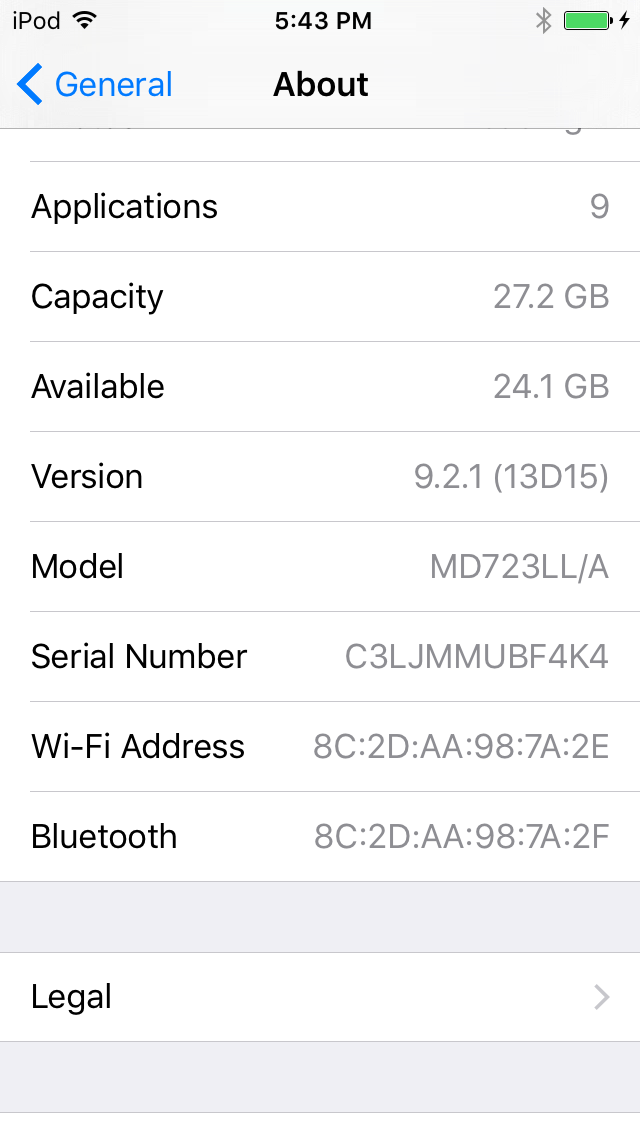 iPod 5:43 PM
General About
Applications 9
Capacity 27.2 GB
Available 24.1 GB
Version 9.2.1 (13D15)
Model MD723LL/A
Serial Number C3LJMMUBF4K4
Wi-Fi Address 8C:2D:AA:98:7A:2E
Bluetooth 8C:2D:AA:98:7A:2F
Legal